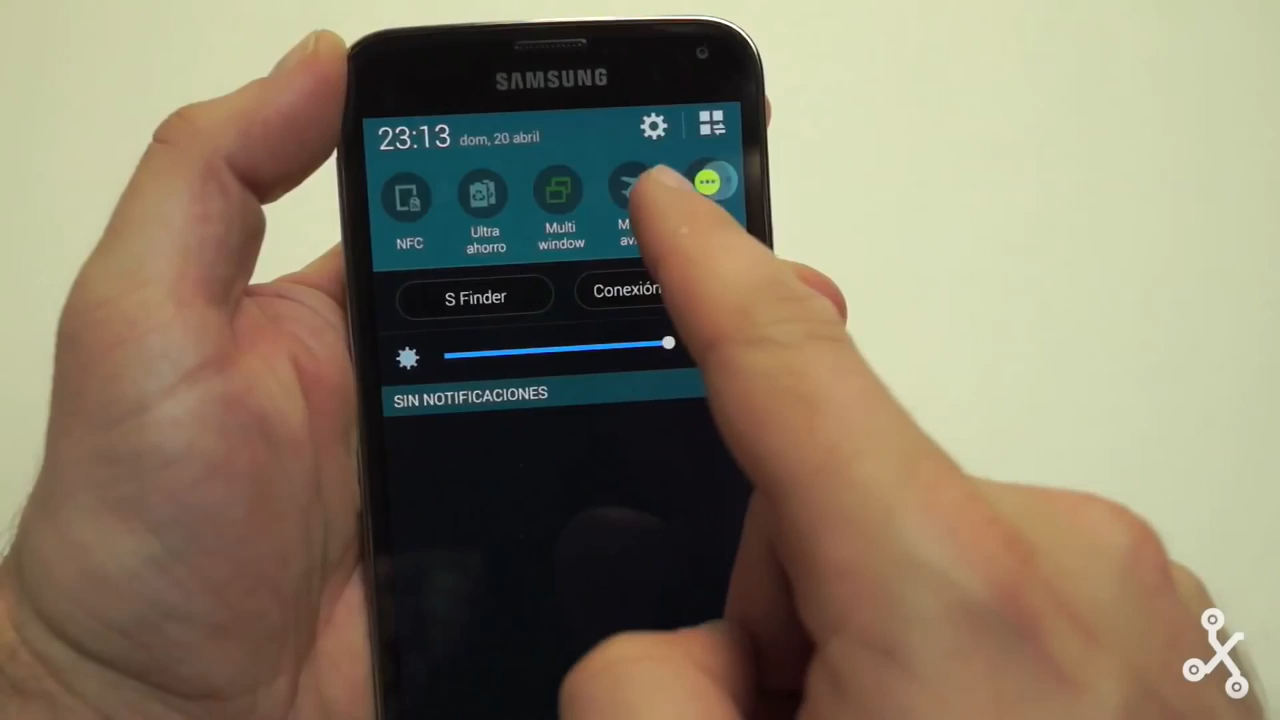 SAMSUNG
23:13 dom, 20 abril
NFC
Ultra
ahorro
Multi
window
S Finder
Conexión
SIN NOTIFICACIONES